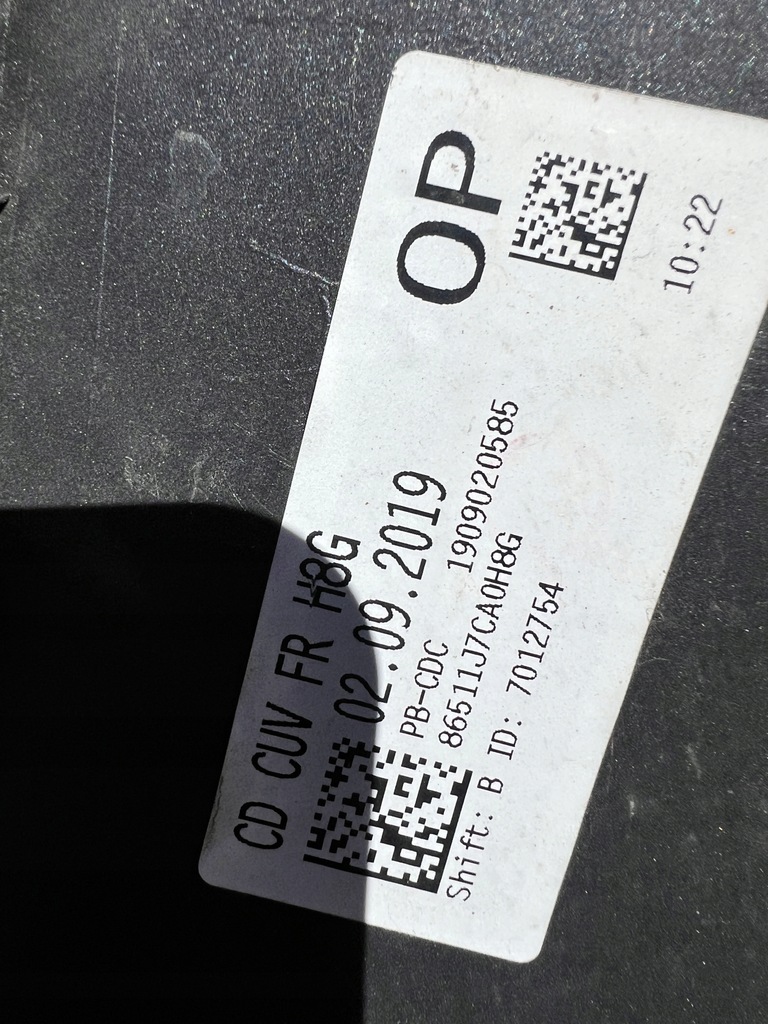 CD CUV FR H8G
02.09.2019
OP
PB-CDC 1909020585
86511J7CA0H8G
Shift: B ID: 7012754
10:22